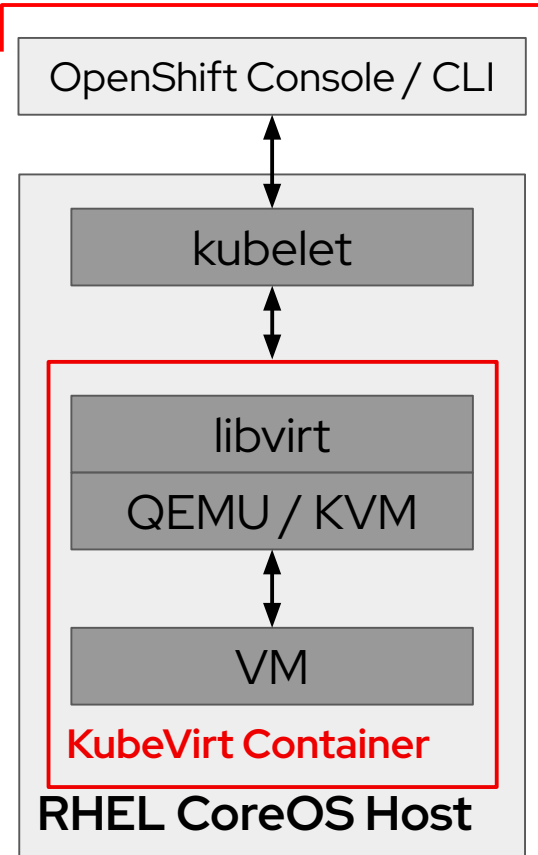 OpenShift Console / CLI
kubelet
libvirt
QEMU / KVM
VM
KubeVirt Container
RHEL CoreOS Host